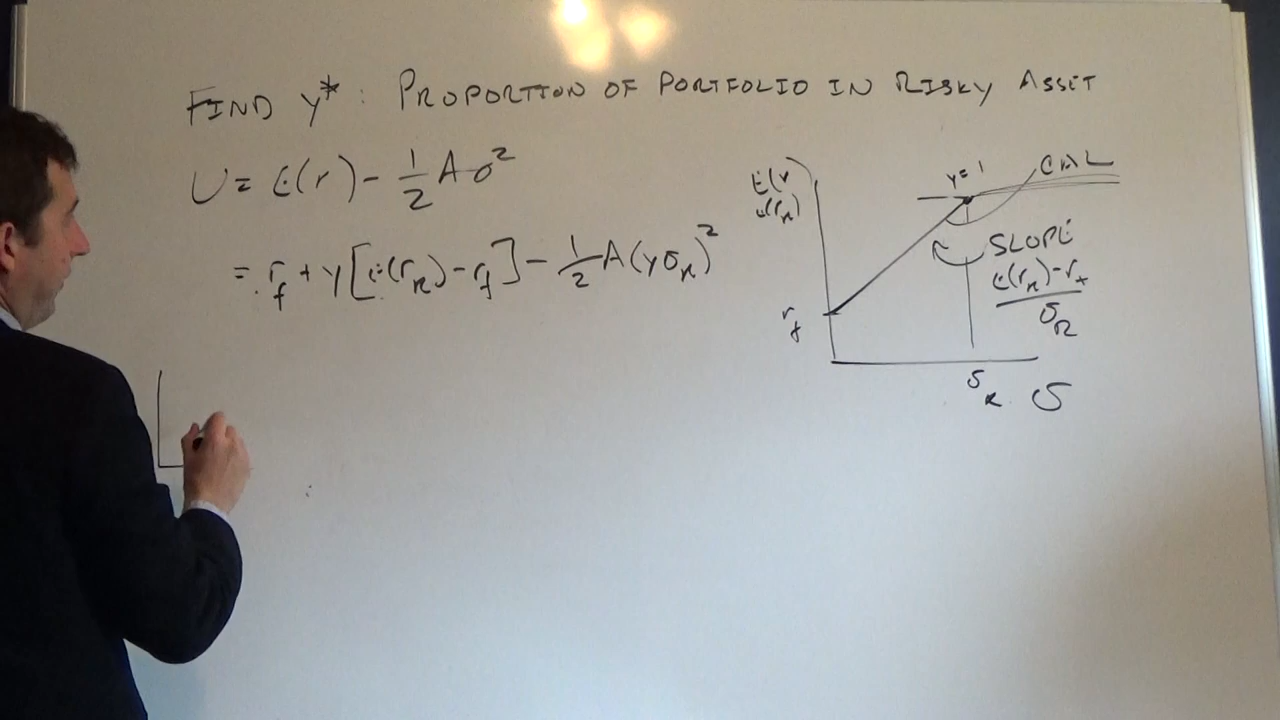 FIND y* : PROPORTION OF PORTFOLIO IN RISKY ASSET
U = E(r) - 1/2 Aσ²
= r_f + y[E(r_R) - r_f] - 1/2 A(yσ_R)²
E(r
u(r_R)
y=1
CAL
SLOPE
E(r_R)-r_f
σ_R
r_f
σ_R
σ